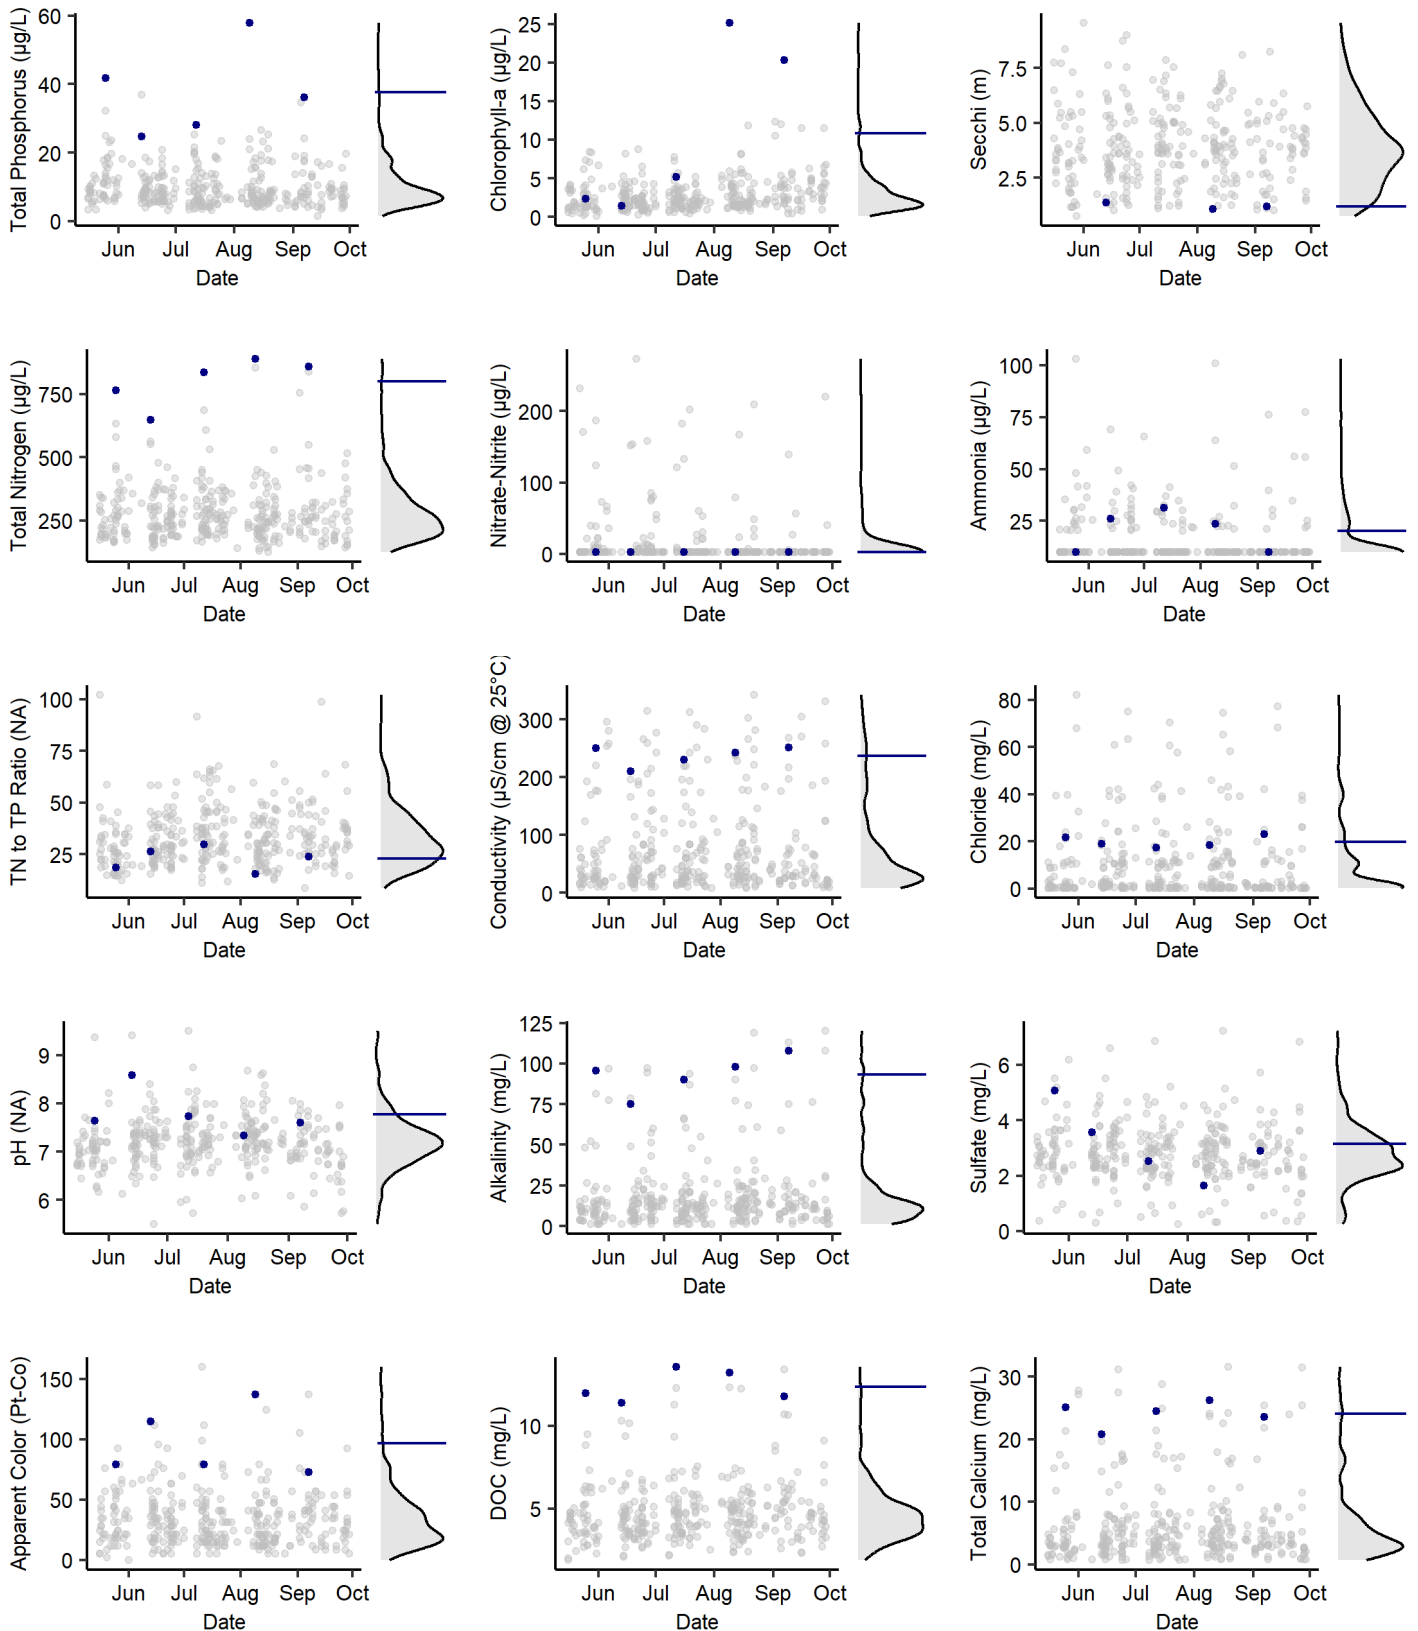 Total Phosphorus (µg/L)
60
40
20
0
Jun Jul Aug Sep Oct
Date
Chlorophyll-a (µg/L)
25
20
15
10
5
0
Jun Jul Aug Sep Oct
Date
Secchi (m)
7.5
5.0
2.5
Jun Jul Aug Sep Oct
Date
Total Nitrogen (µg/L)
750
500
250
Jun Jul Aug Sep Oct
Date
Nitrate-Nitrite (µg/L)
200
100
0
Jun Jul Aug Sep Oct
Date
Ammonia (µg/L)
100
75
50
25
Jun Jul Aug Sep Oct
Date
TN to TP Ratio (NA)
100
75
50
25
Jun Jul Aug Sep Oct
Date
Conductivity (µS/cm @ 25°C)
300
200
100
0
Jun Jul Aug Sep Oct
Date
Chloride (mg/L)
80
60
40
20
0
Jun Jul Aug Sep Oct
Date
pH (NA)
9
8
7
6
Jun Jul Aug Sep Oct
Date
Alkalinity (mg/L)
125
100
75
50
25
0
Jun Jul Aug Sep Oct
Date
Sulfate (mg/L)
6
4
2
0
Jun Jul Aug Sep Oct
Date
Apparent Color (Pt-Co)
150
100
50
0
Jun Jul Aug Sep Oct
Date
DOC (mg/L)
10
5
Jun Jul Aug Sep Oct
Date
Total Calcium (mg/L)
30
20
10
0
Jun Jul Aug Sep Oct
Date